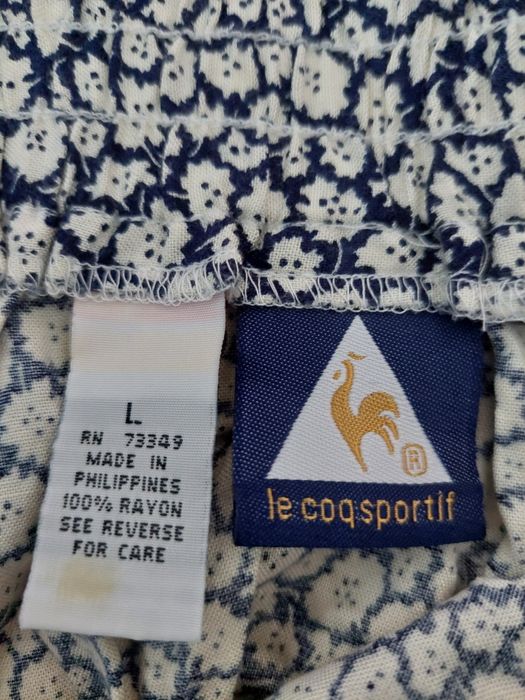 L
RN 73349
MADE IN
PHILIPPINES
100% RAYON
SEE REVERSE
FOR CARE
®
le coq sportif